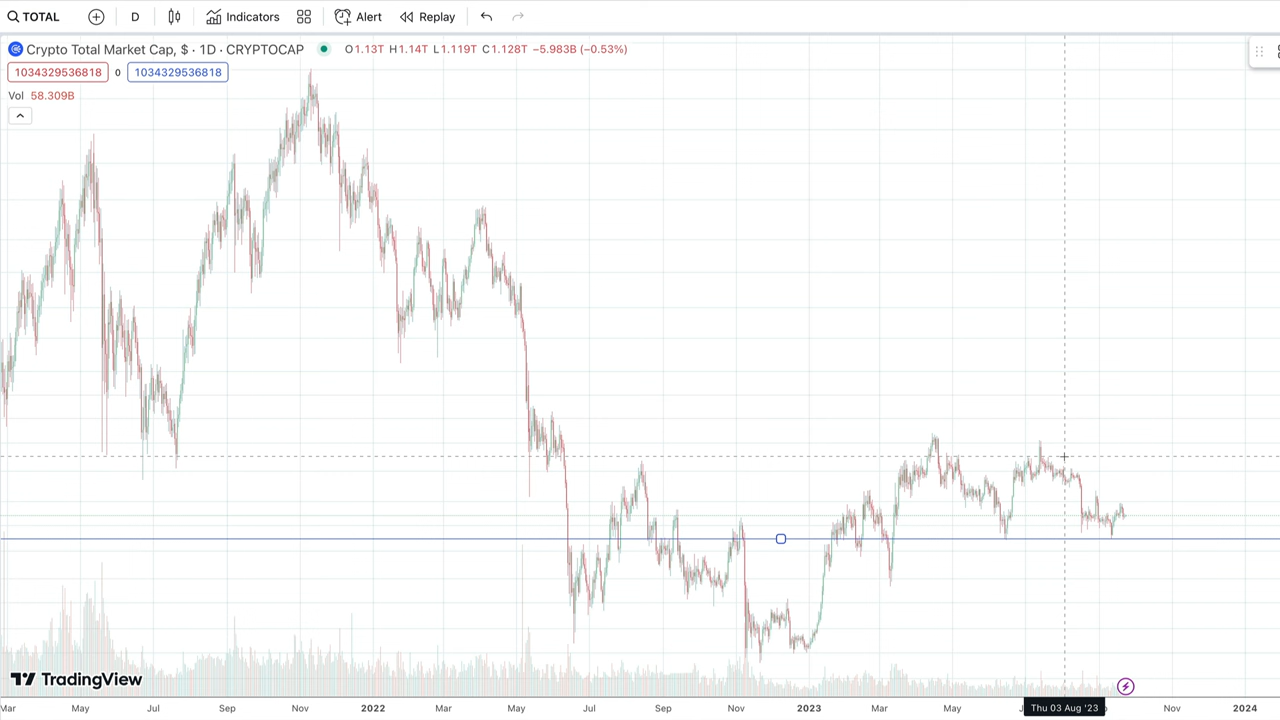 TOTAL D Indicators Alert Replay
Crypto Total Market Cap, $ · 1D · CRYPTOCAP O1.13T H1.14T L1.119T C1.128T −5.983B (−0.53%)
1034329536818 0 1034329536818
Vol 58.309B
TradingView
Mar May Jul Sep Nov 2022 Mar May Jul Sep Nov 2023 Mar May Thu 03 Aug '23 Nov 2024